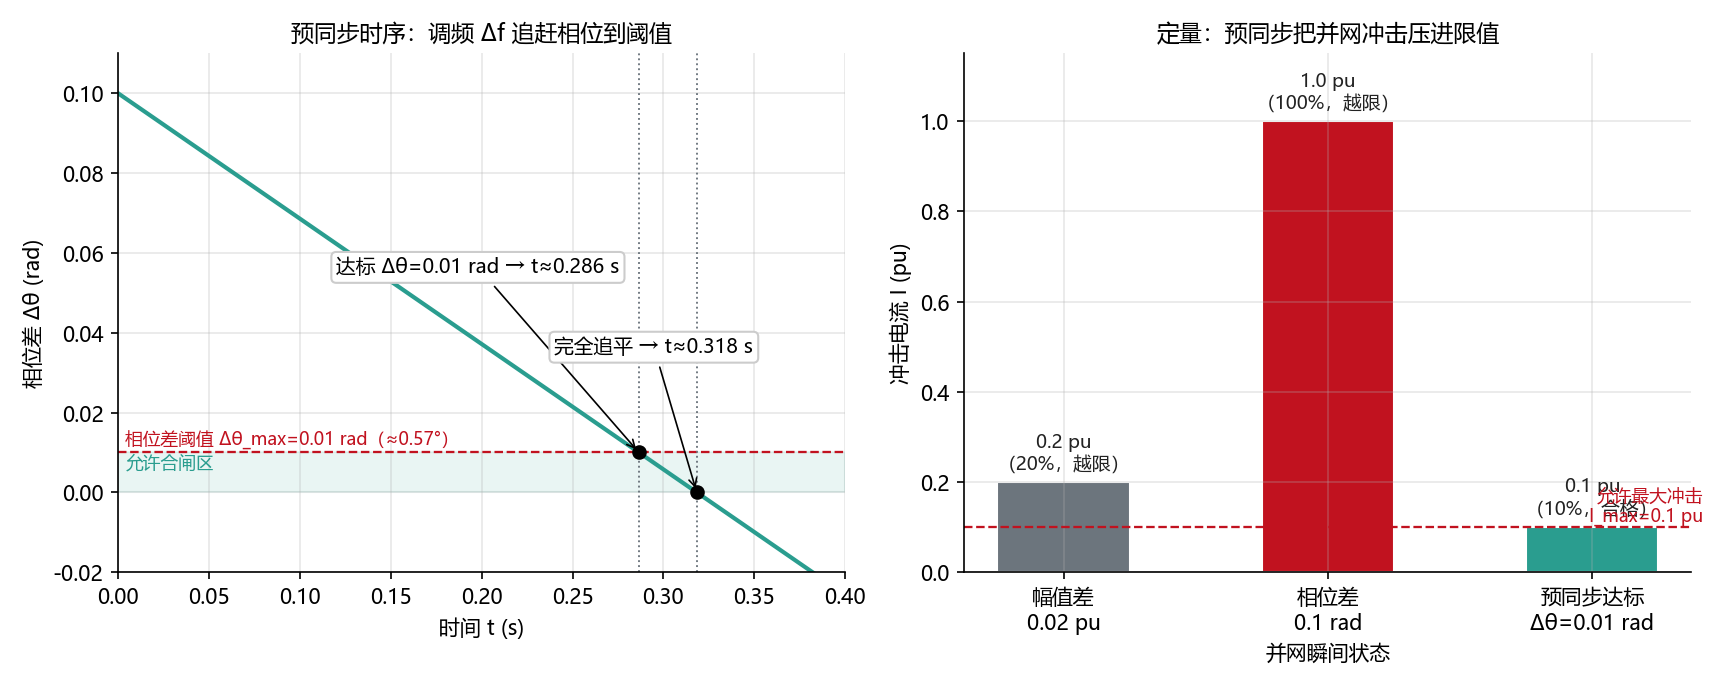 预同步时序：调频 Δf 追赶相位到阈值
0.10
0.08
0.06
0.04
0.02
0.00
-0.02
相位差 Δθ (rad)
达标 Δθ=0.01 rad → t≈0.286 s
完全追平 → t≈0.318 s
相位差阈值 Δθ_max=0.01 rad（≈0.57°）
允许合闸区
0.00 0.05 0.10 0.15 0.20 0.25 0.30 0.35 0.40
时间 t (s)
定量：预同步把并网冲击压进限值
1.0
0.8
0.6
0.4
0.2
0.0
冲击电流 I (pu)
1.0 pu
（100%，越限）
0.2 pu
（20%，越限）
0.1 pu
（10%，合格）
允许最大冲击
I_max=0.1 pu
幅值差
0.02 pu
相位差
0.1 rad
预同步达标
Δθ=0.01 rad
并网瞬间状态